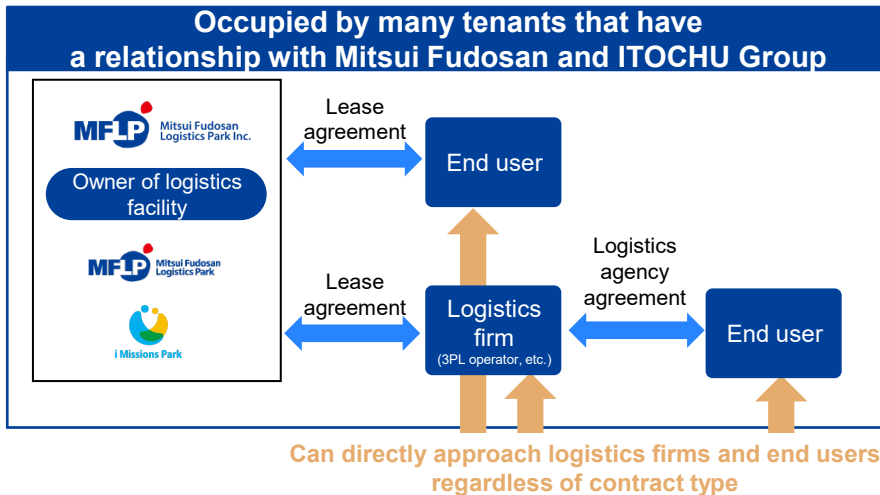 Occupied by many tenants that have
a relationship with Mitsui Fudosan and ITOCHU Group
MFLP Mitsui Fudosan
Logistics Park Inc.
Owner of logistics
facility
MFLP Mitsui Fudosan
Logistics Park
i Missions Park
Lease
agreement
End user
Lease
agreement
Logistics
firm
(3PL operator, etc.)
Logistics
agency
agreement
End user
Can directly approach logistics firms and end users
regardless of contract type